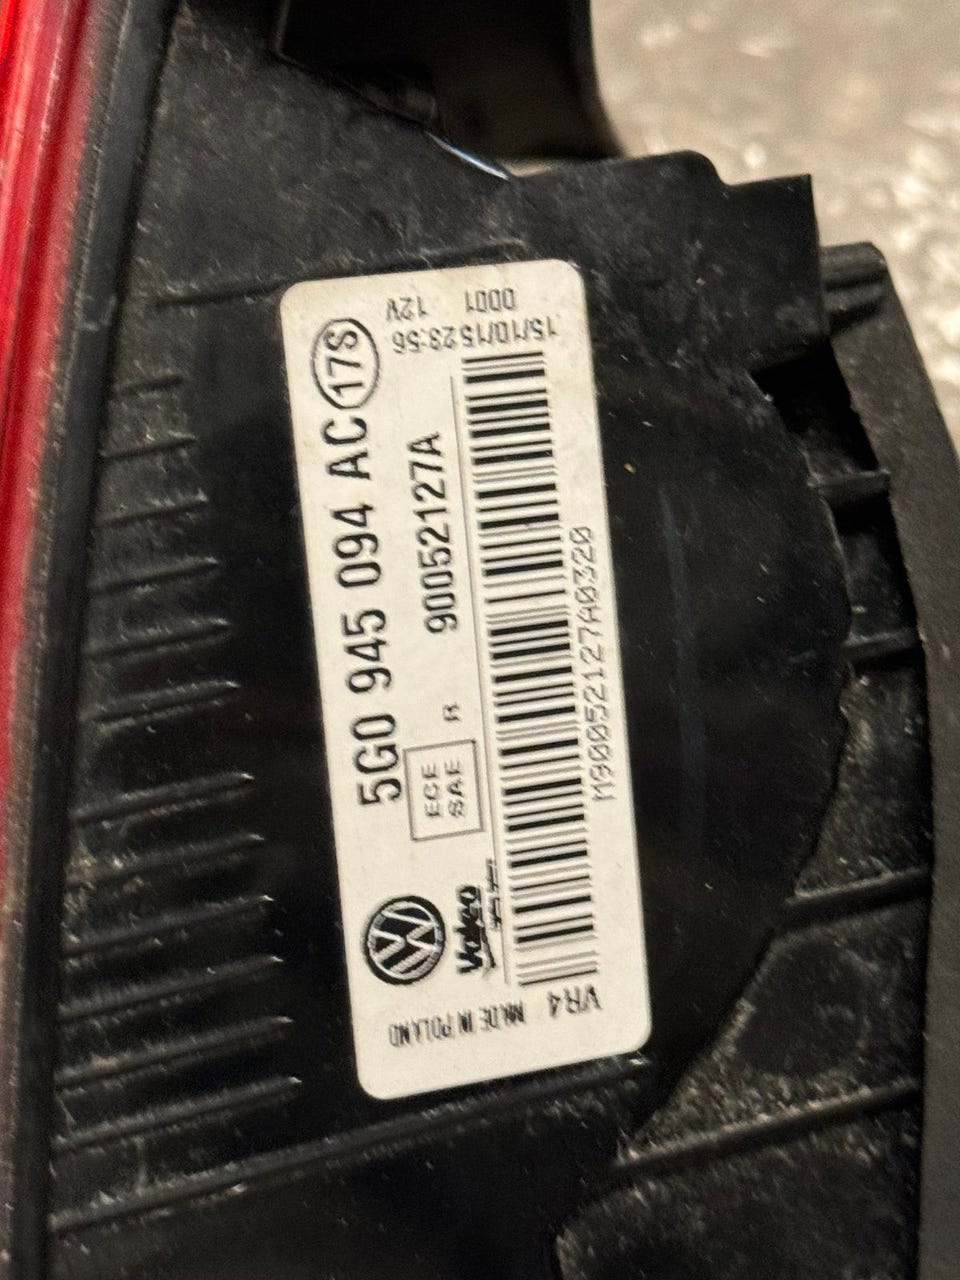 5G0 945 094 AC 17S
ECE
SAE
R 90052127A
Valeo
M90052127A0320
15/10/15 23:56
0001
12V
VR4
MADE IN POLAND